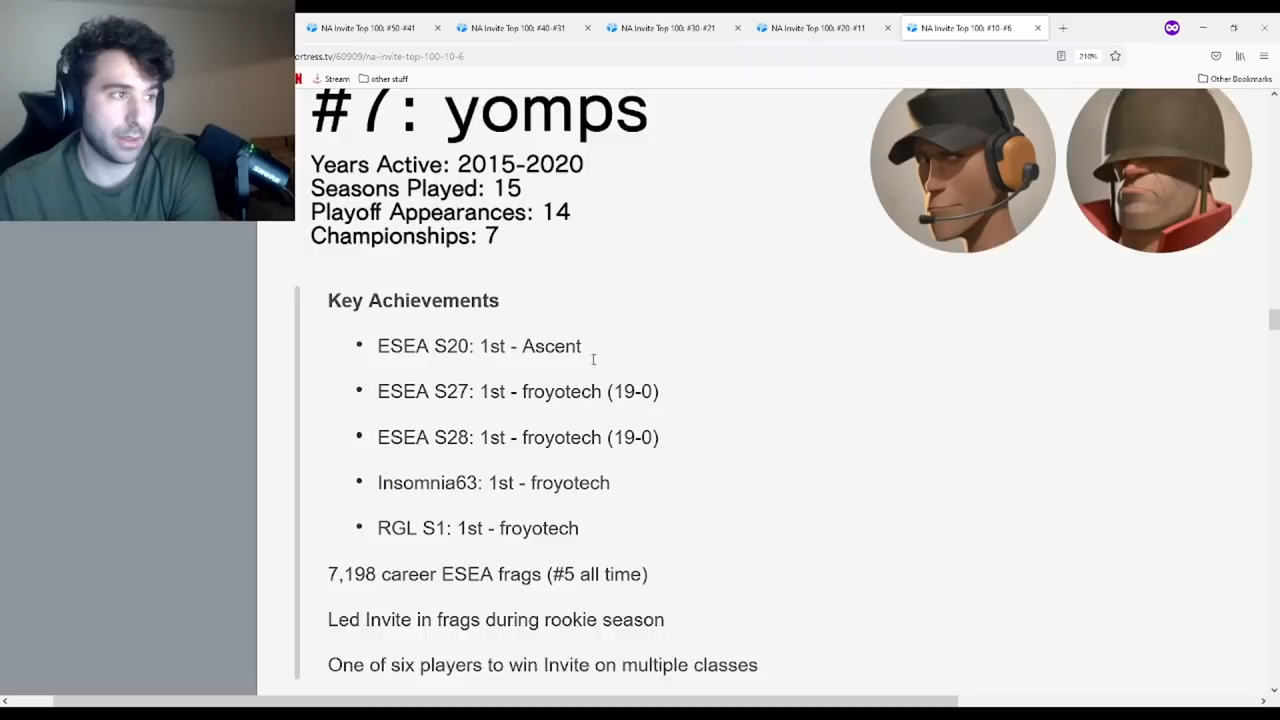 NA Invite Top 100: #50-#41
NA Invite Top 100: #40-#31
NA Invite Top 100: #30-#21
NA Invite Top 100: #20-#11
NA Invite Top 100: #10-#6
ortress.tv/60909/na-invite-top-100-10-6
210%
Stream
other stuff
Other Bookmarks
#7: yomps
Years Active: 2015-2020
Seasons Played: 15
Playoff Appearances: 14
Championships: 7
Key Achievements
• ESEA S20: 1st - Ascent
• ESEA S27: 1st - froyotech (19-0)
• ESEA S28: 1st - froyotech (19-0)
• Insomnia63: 1st - froyotech
• RGL S1: 1st - froyotech
7,198 career ESEA frags (#5 all time)
Led Invite in frags during rookie season
One of six players to win Invite on multiple classes
SHURE